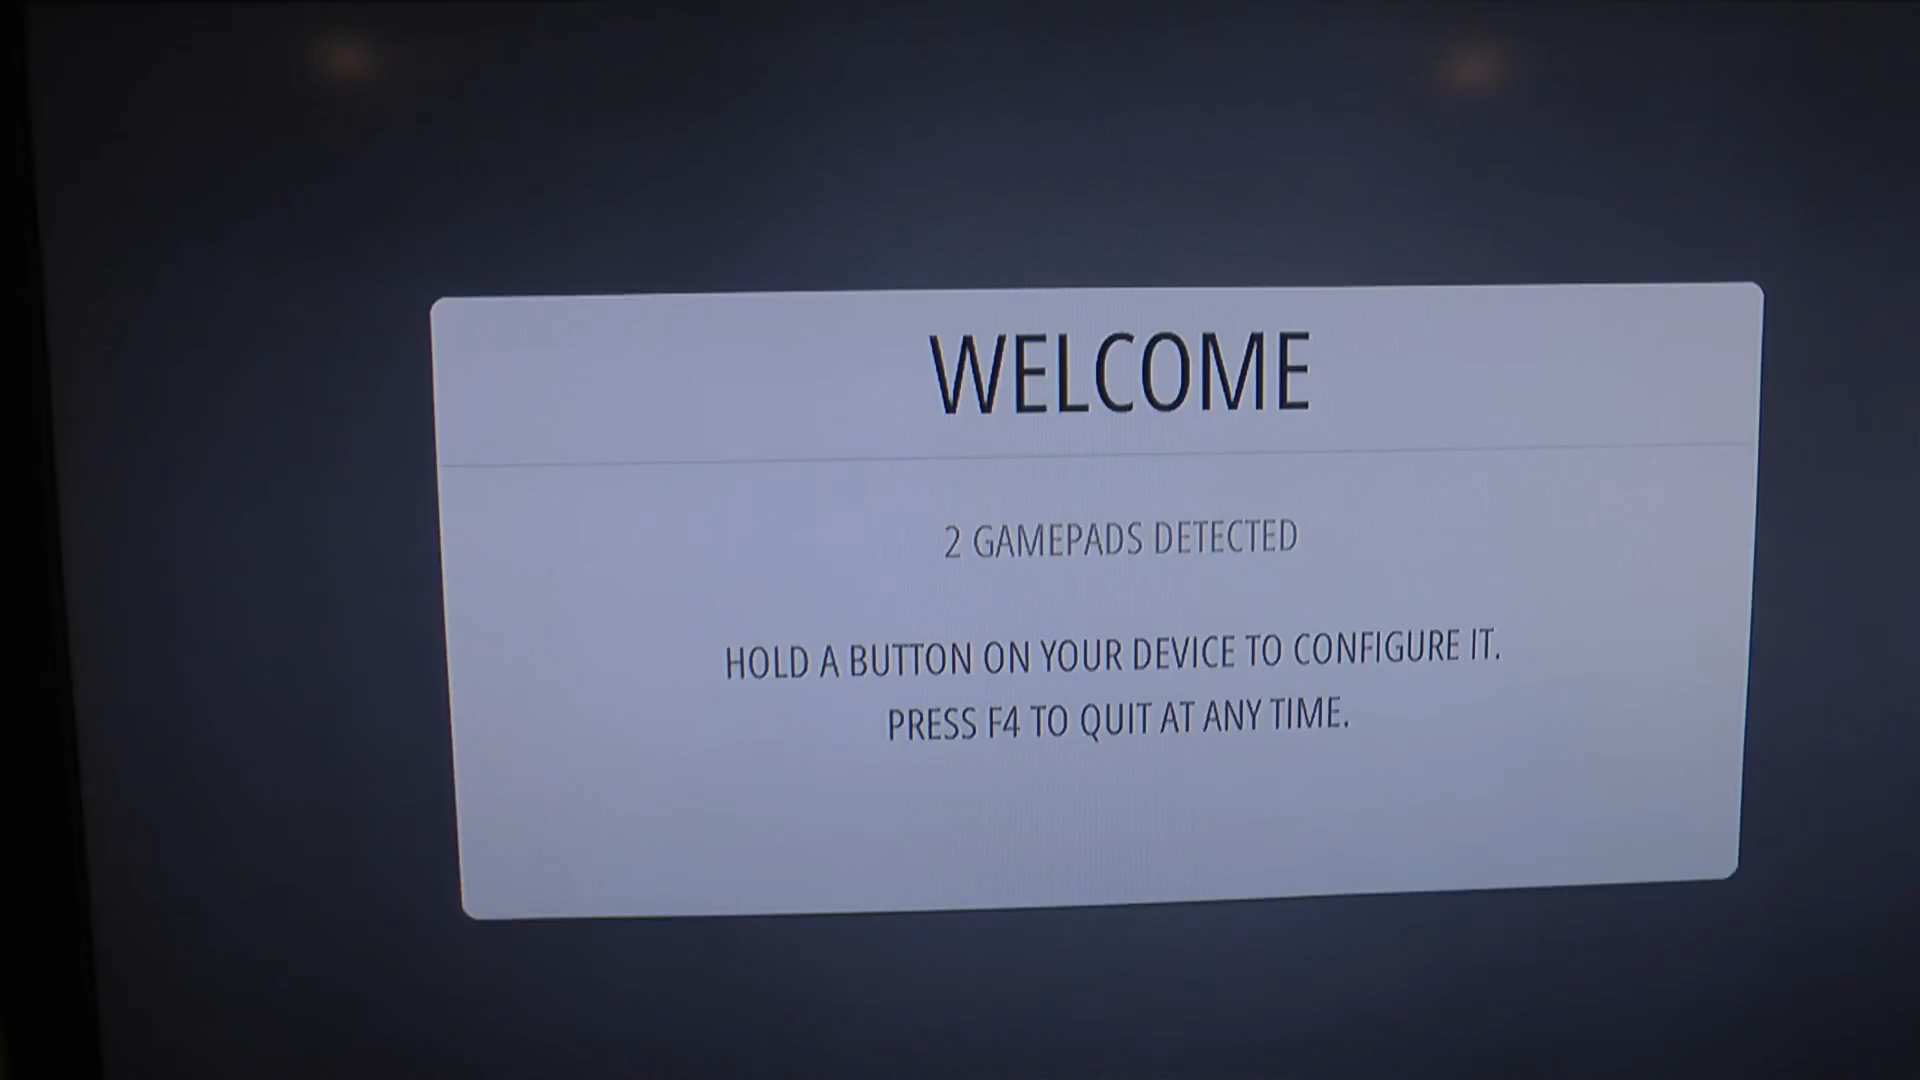 WELCOME
2 GAMEPADS DETECTED
HOLD A BUTTON ON YOUR DEVICE TO CONFIGURE IT.
PRESS F4 TO QUIT AT ANY TIME.